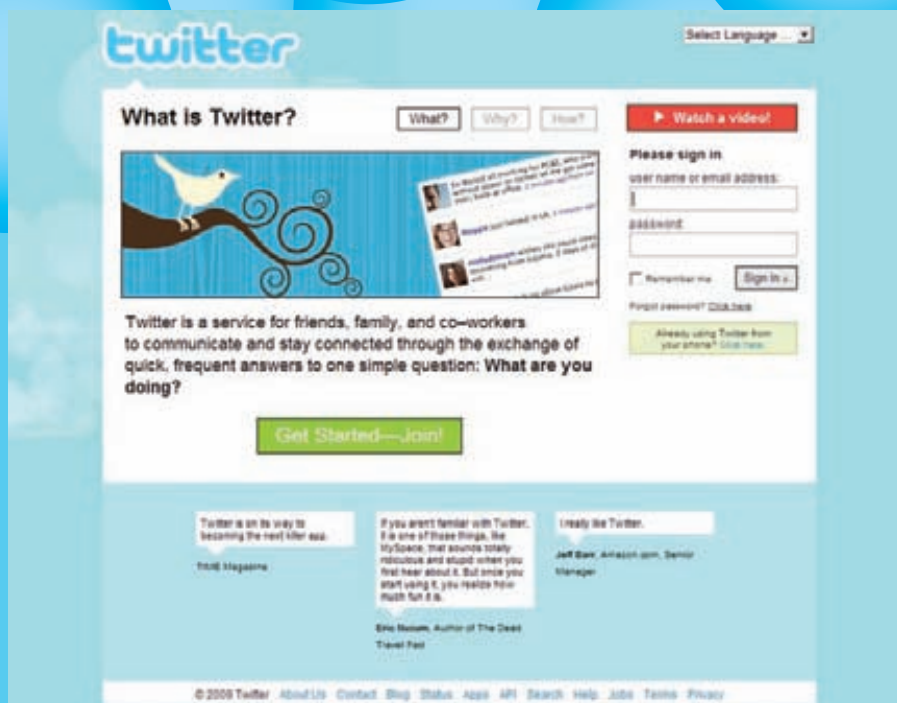 twitter
Select Language ...
What is Twitter?
What?
Why?
How?
Watch a video!
Please sign in
user name or email address:
password:
Remember me
Sign In »
Forgot password? Click here
Already using Twitter from
your phone? Click here.
Twitter is a service for friends, family, and co–workers
to communicate and stay connected through the exchange of
quick, frequent answers to one simple question: What are you
doing?
Get Started—Join!
Twitter is on its way to
becoming the next killer app.
TIME Magazine
If you aren't familiar with Twitter,
it is one of those things, like
MySpace, that sounds totally
ridiculous and stupid when you
first hear about it. But once you
start using it, you realize how
much fun it is.
Eric Nuzum, Author of The Dead
Travel Fast
I really like Twitter.
Jeff Barr, Amazon.com, Senior
Manager
© 2009 Twitter About Us Contact Blog Status Apps API Search Help Jobs Terms Privacy